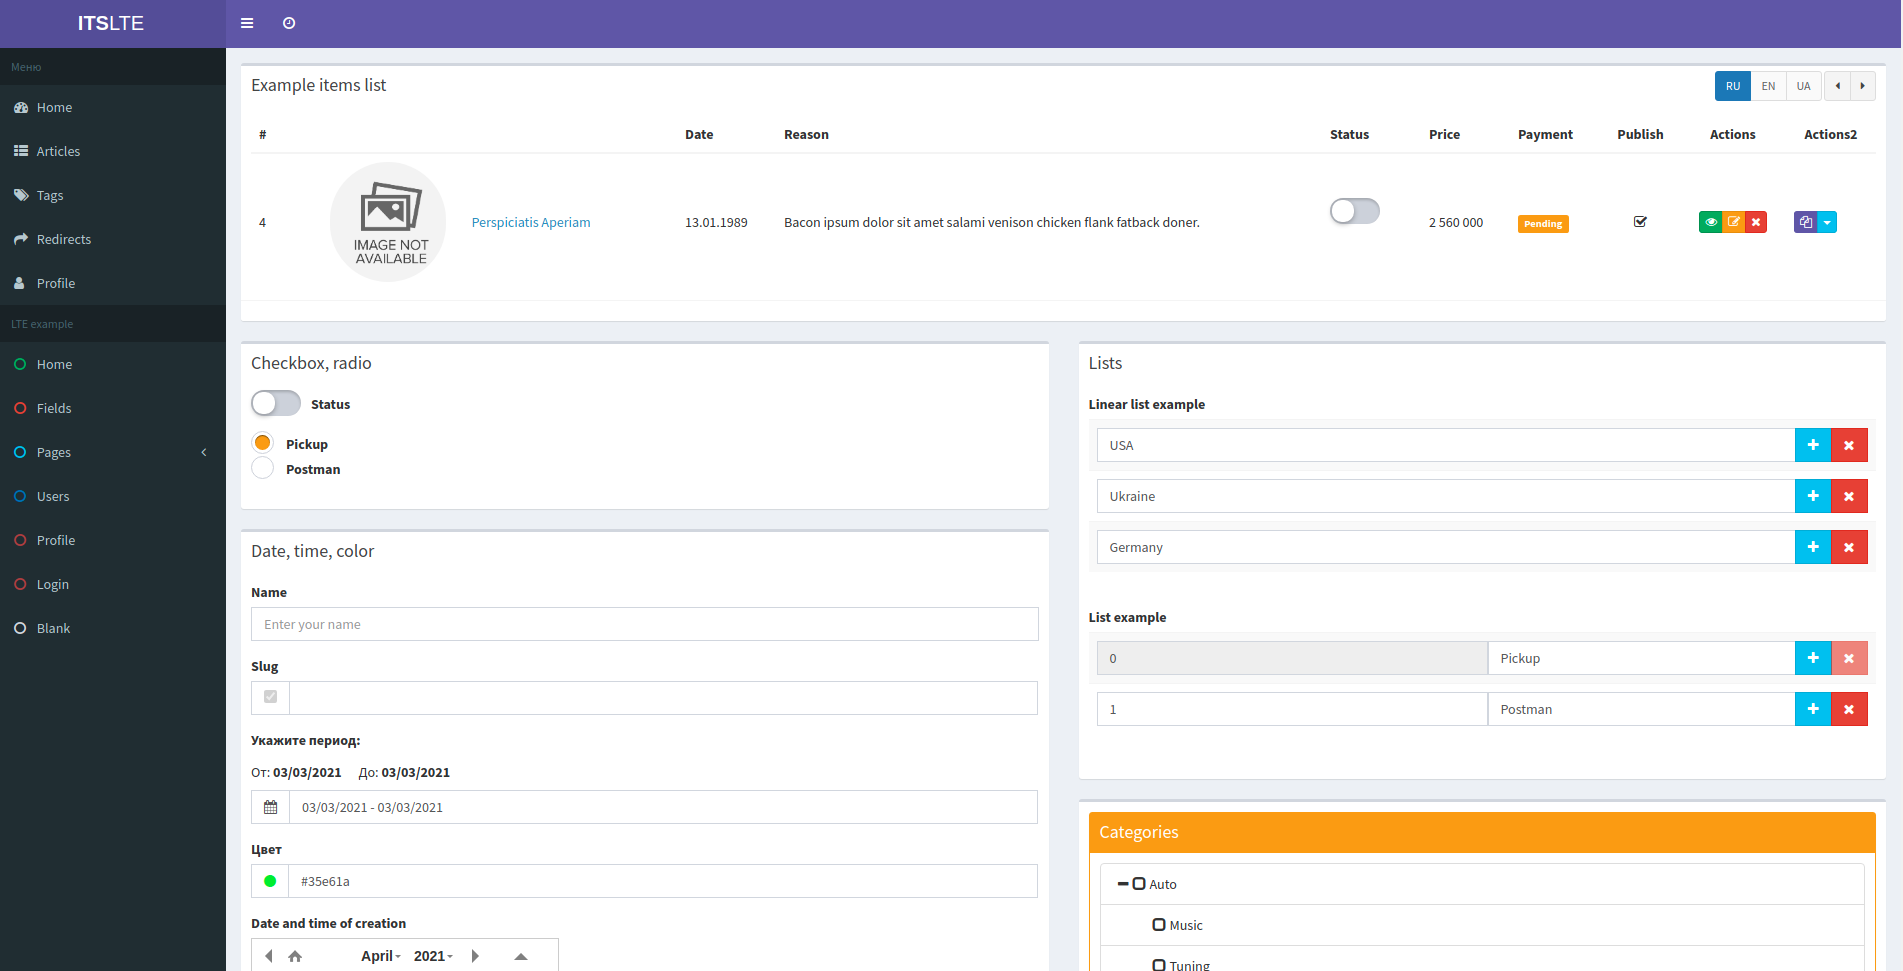 ITSLTE
Меню
Home
Articles
Tags
Redirects
Profile
LTE example
Home
Fields
Pages
Users
Profile
Login
Blank
Example items list
RU EN UA
# Date Reason Status Price Payment Publish Actions Actions2
4 IMAGE NOT AVAILABLE Perspiciatis Aperiam 13.01.1989 Bacon ipsum dolor sit amet salami venison chicken flank fatback doner. 2 560 000 Pending
Checkbox, radio
Status
Pickup
Postman
Date, time, color
Name
Enter your name
Slug
Укажите период:
От: 03/03/2021 До: 03/03/2021
03/03/2021 - 03/03/2021
Цвет
#35e61a
Date and time of creation
April 2021
Lists
Linear list example
USA
Ukraine
Germany
List example
0 Pickup
1 Postman
Categories
Auto
Music
Tuning